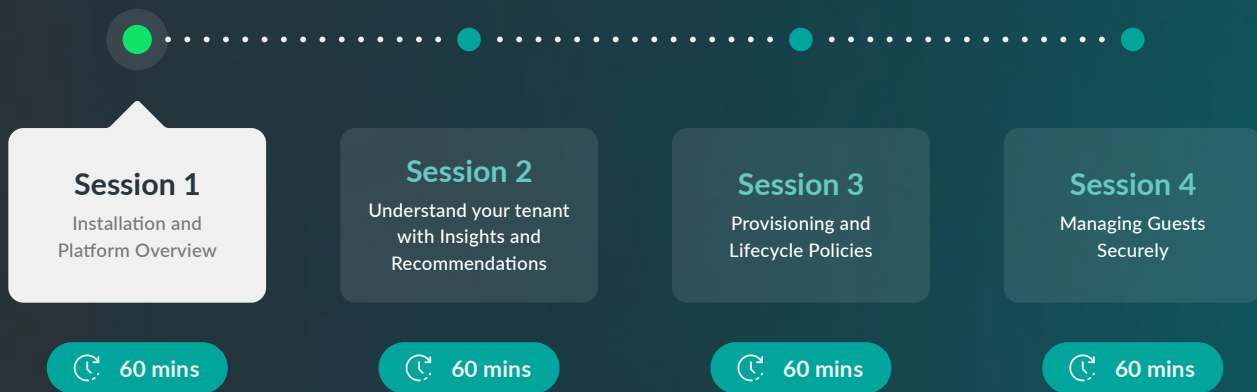 Session 1
Installation and
Platform Overview
60 mins
Session 2
Understand your tenant
with Insights and
Recommendations
60 mins
Session 3
Provisioning and
Lifecycle Policies
60 mins
Session 4
Managing Guests
Securely
60 mins